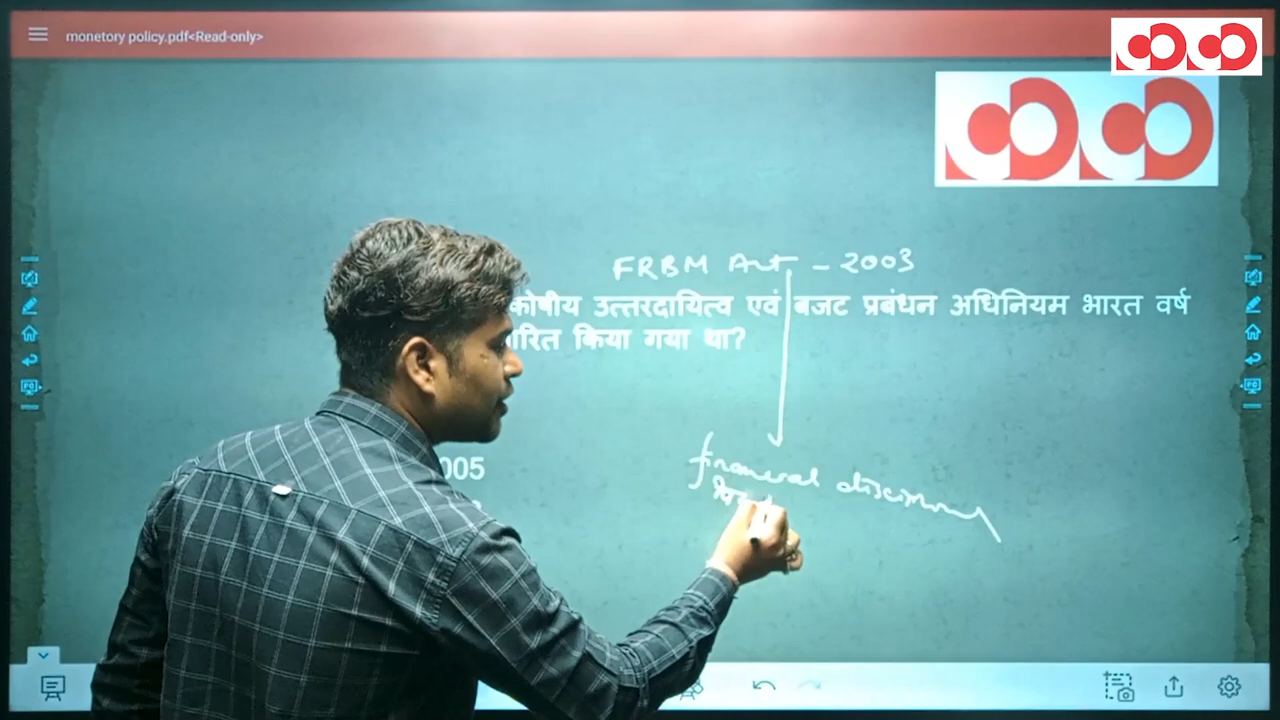 monetory policy.pdf<Read-only>
FRBM Act - 2003
कोषीय उत्तरदायित्व एवं बजट प्रबंधन अधिनियम भारत वर्ष
रित किया गया था?
005
financial